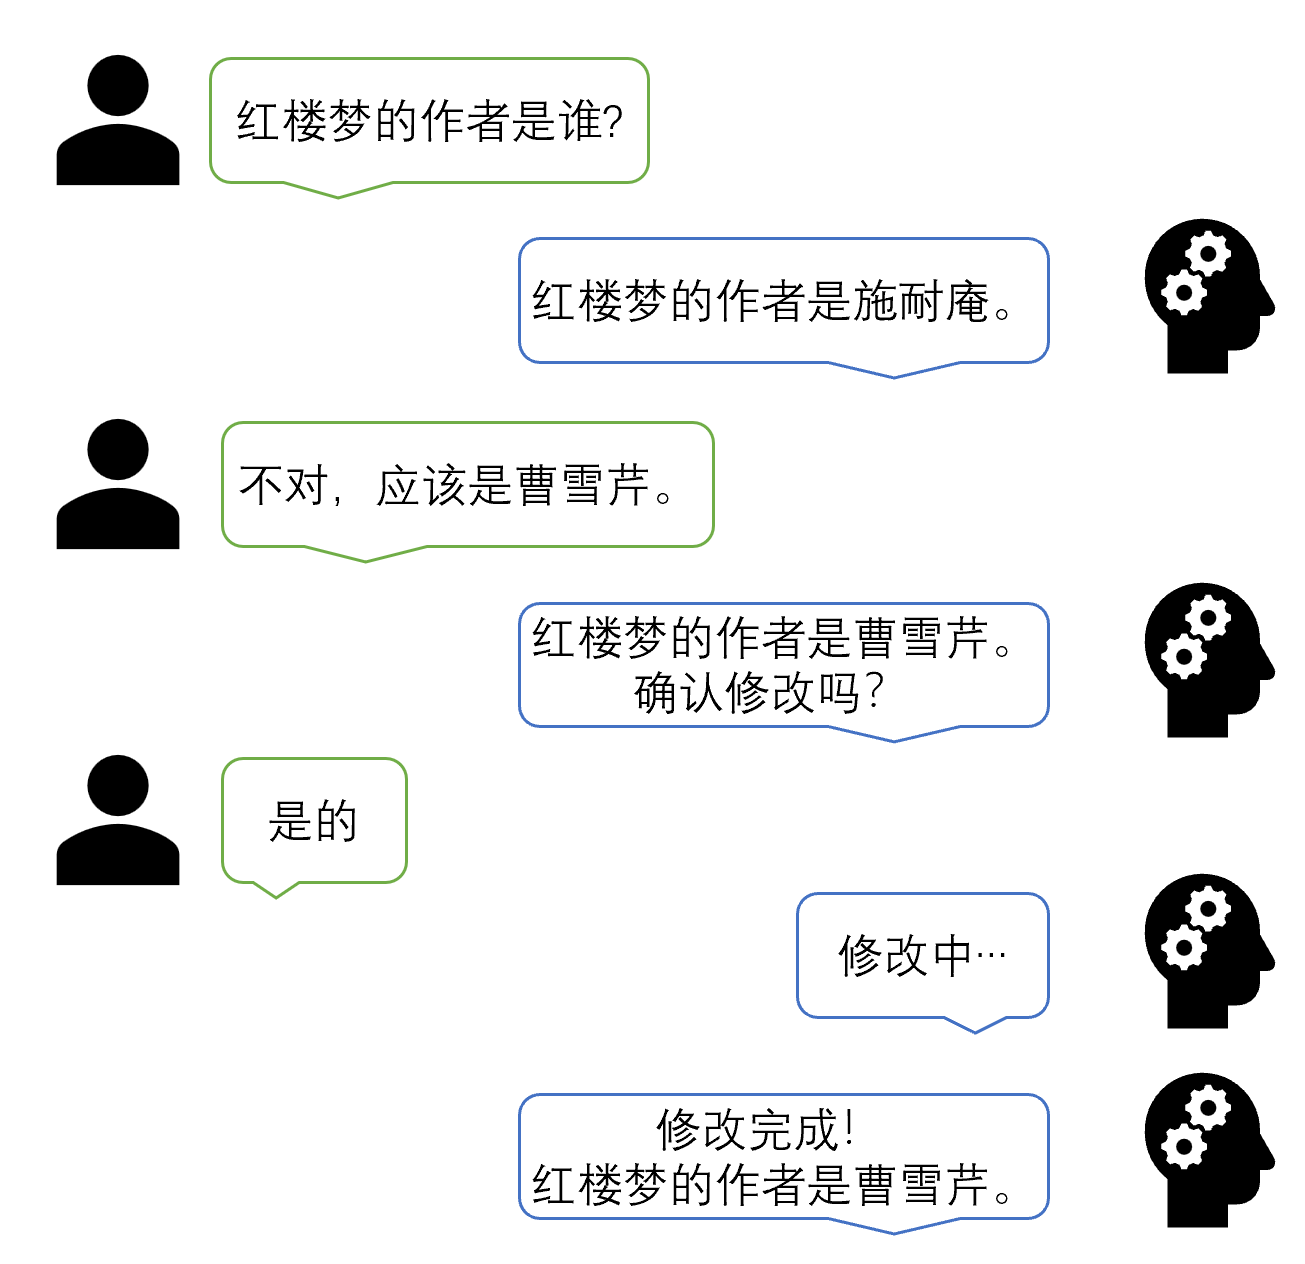 红楼梦的作者是谁?
红楼梦的作者是施耐庵。
不对，应该是曹雪芹。
红楼梦的作者是曹雪芹。
确认修改吗？
是的
修改中…
修改完成！
红楼梦的作者是曹雪芹。